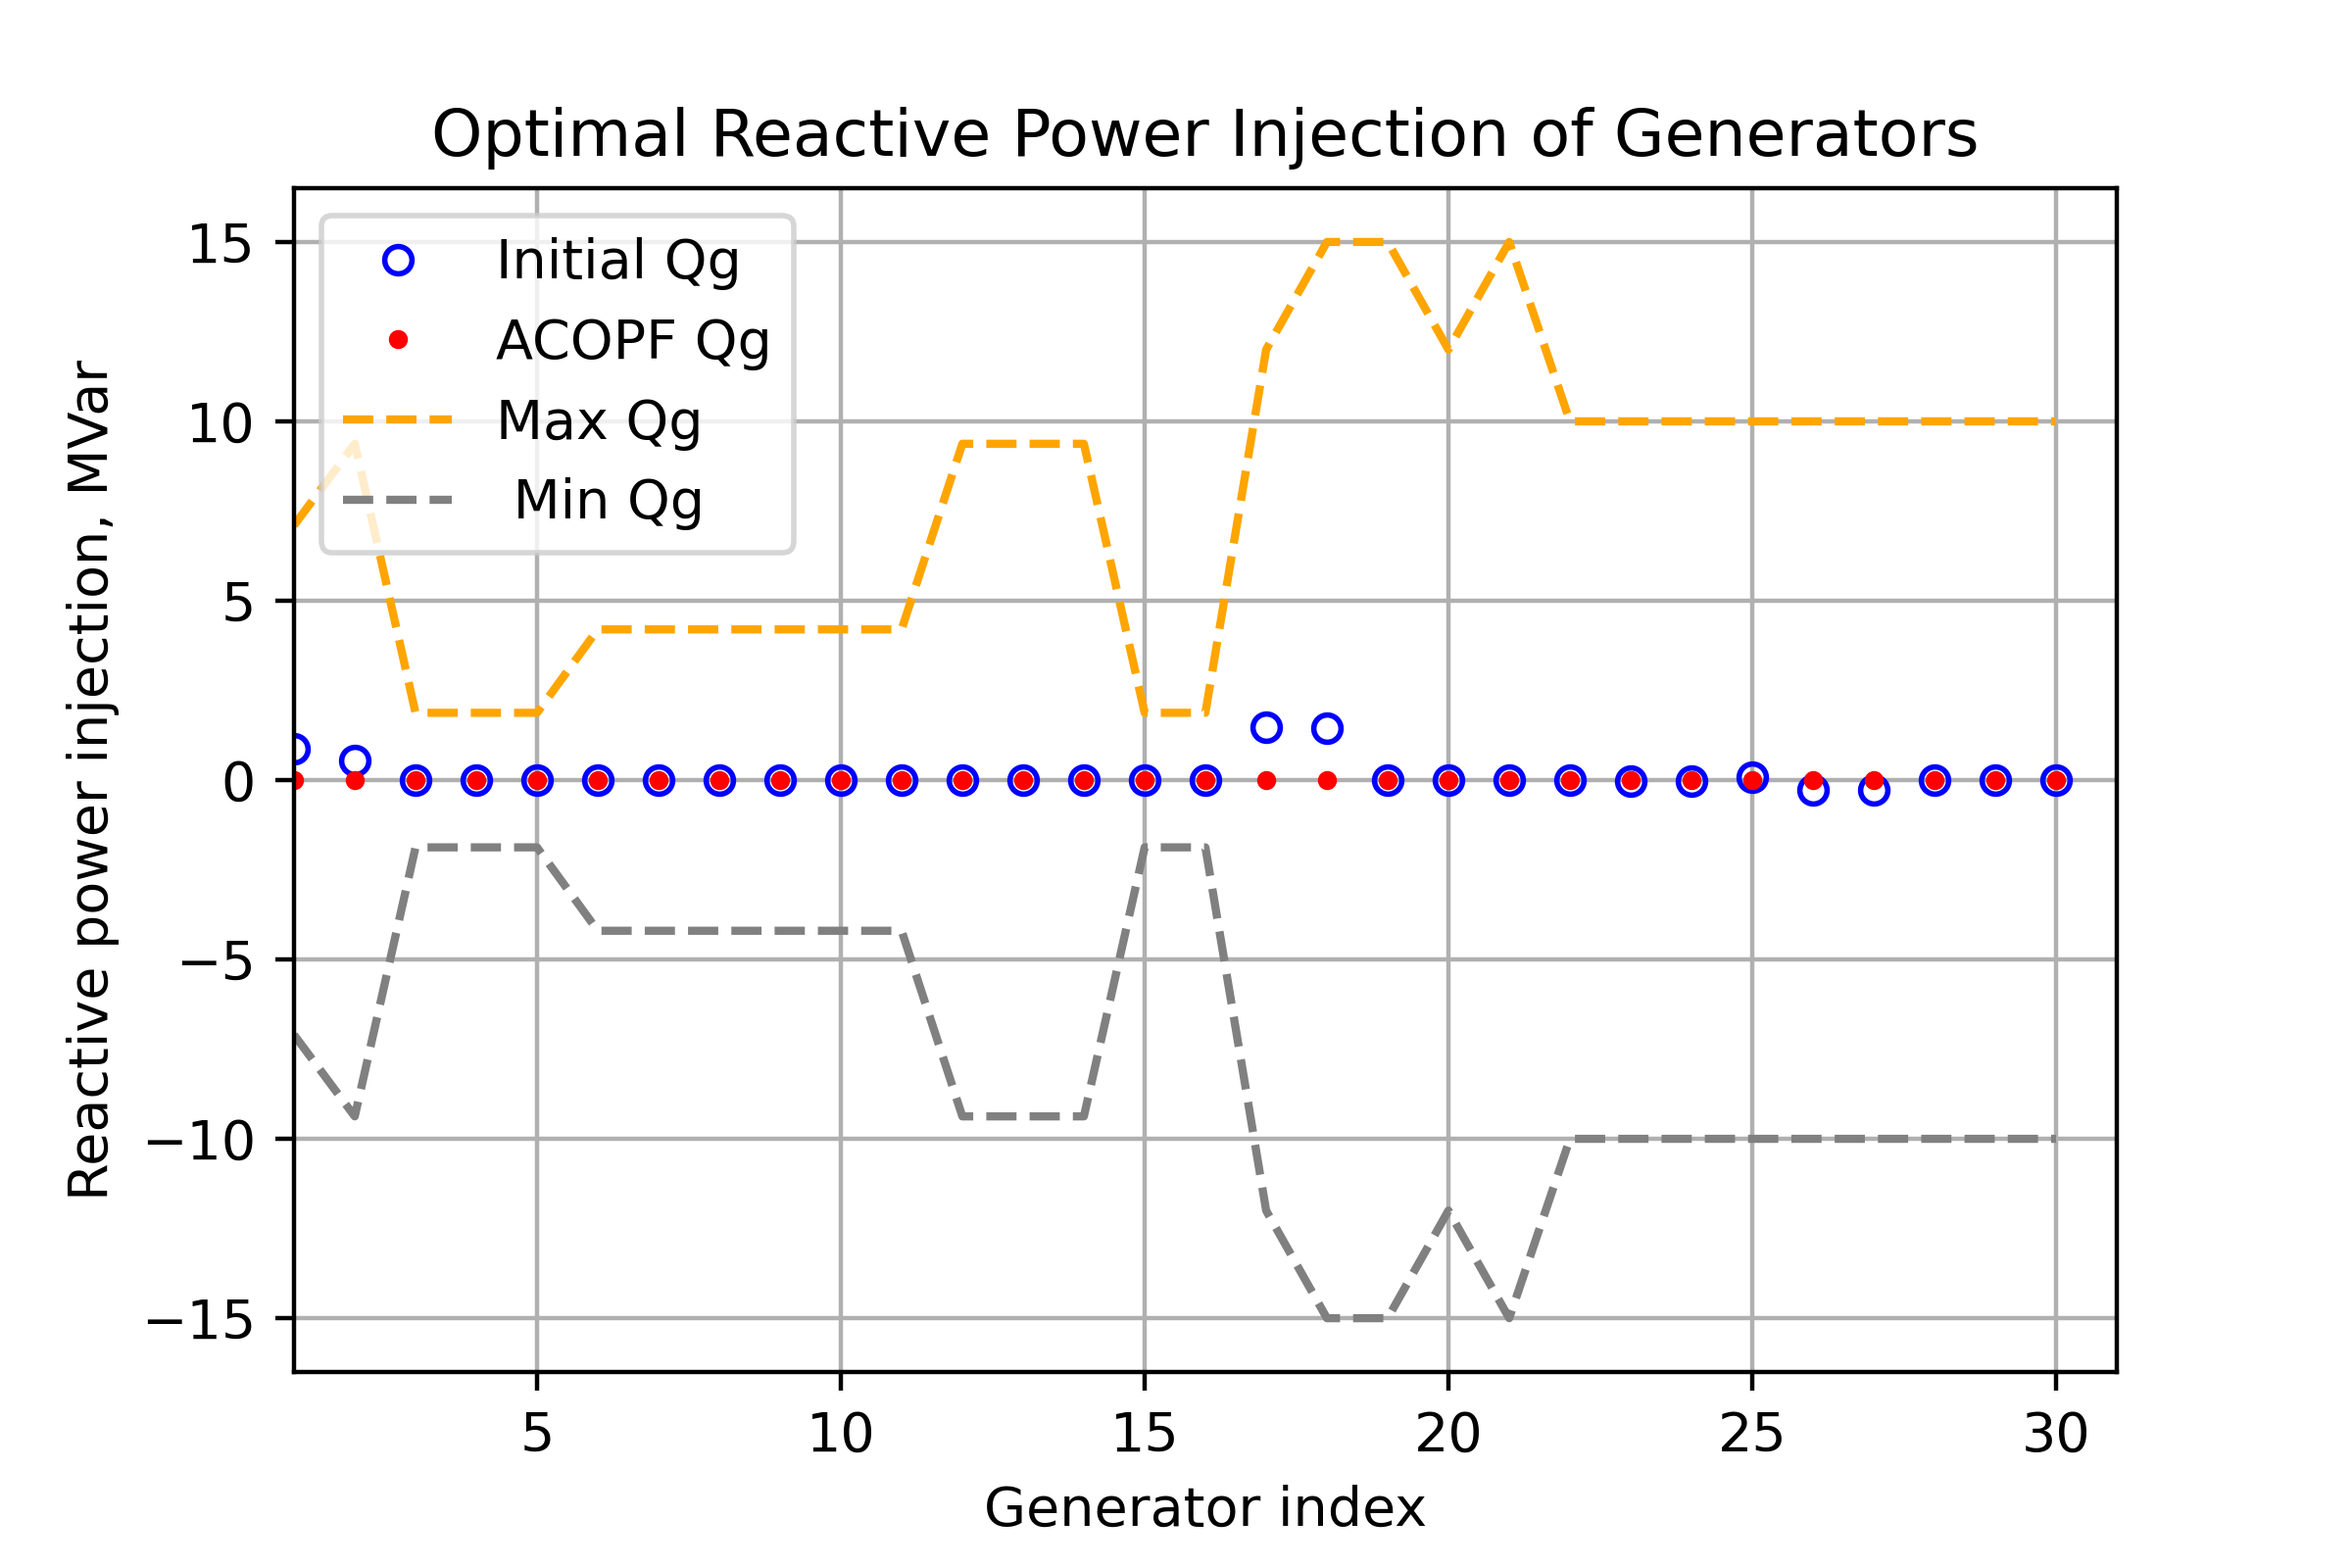 Optimal Reactive Power Injection of Generators
Initial Qg
ACOPF Qg
Max Qg
Min Qg
Reactive power injection, MVar
15
10
5
0
−5
−10
−15
5
10
15
20
25
30
Generator index